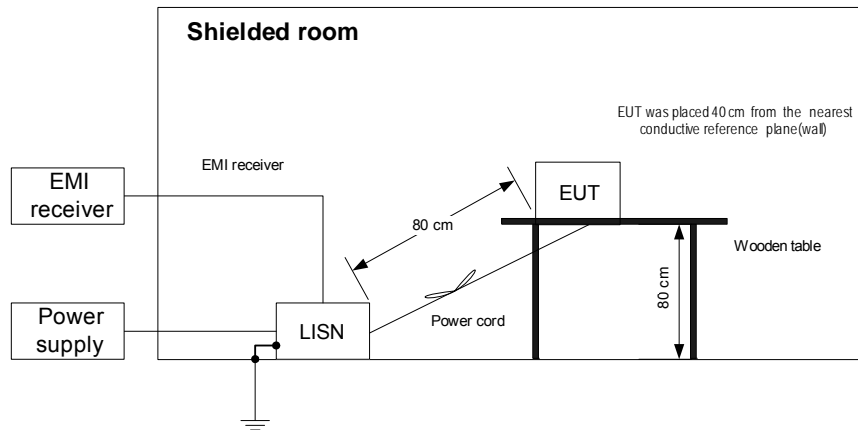 Shielded room
EUT was placed 40 cm from the nearest
conductive reference plane(wall)
EMI receiver
EMI
receiver
EUT
80 cm
Wooden table
80 cm
Power
supply
LISN
Power cord